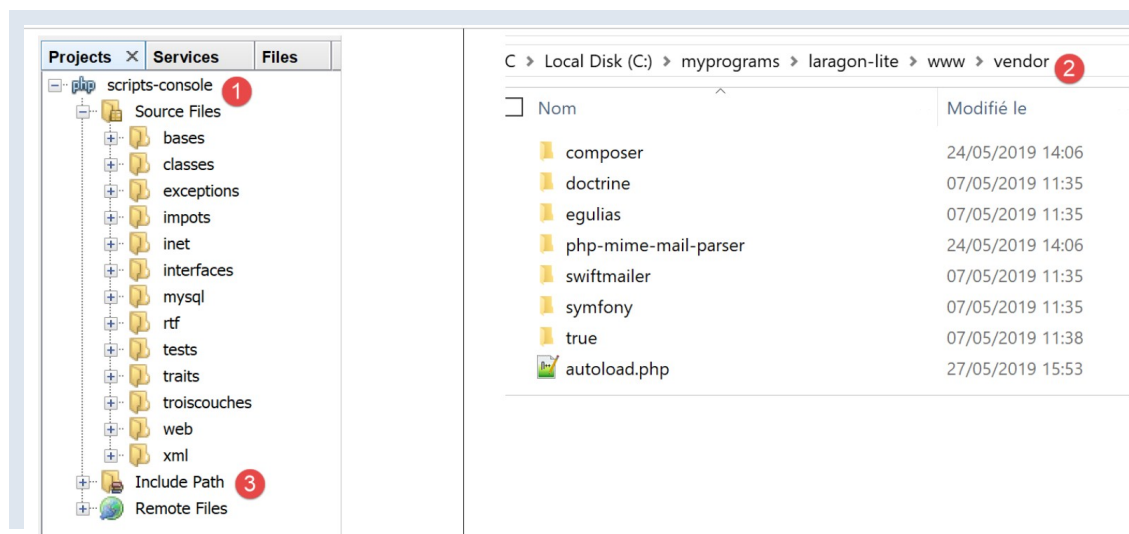 Projects × Services Files
scripts-console 1
Source Files
bases
classes
exceptions
impots
inet
interfaces
mysql
rtf
tests
traits
troiscouches
web
xml
Include Path 3
Remote Files
C > Local Disk (C:) > myprograms > laragon-lite > www > vendor 2
Nom Modifié le
composer 24/05/2019 14:06
doctrine 07/05/2019 11:35
egulias 07/05/2019 11:35
php-mime-mail-parser 24/05/2019 14:06
swiftmailer 07/05/2019 11:35
symfony 07/05/2019 11:35
true 07/05/2019 11:38
autoload.php 27/05/2019 15:53